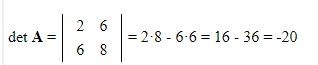 det A = | 2 6 | = 2·8 - 6·6 = 16 - 36 = -20
| 6 8 |